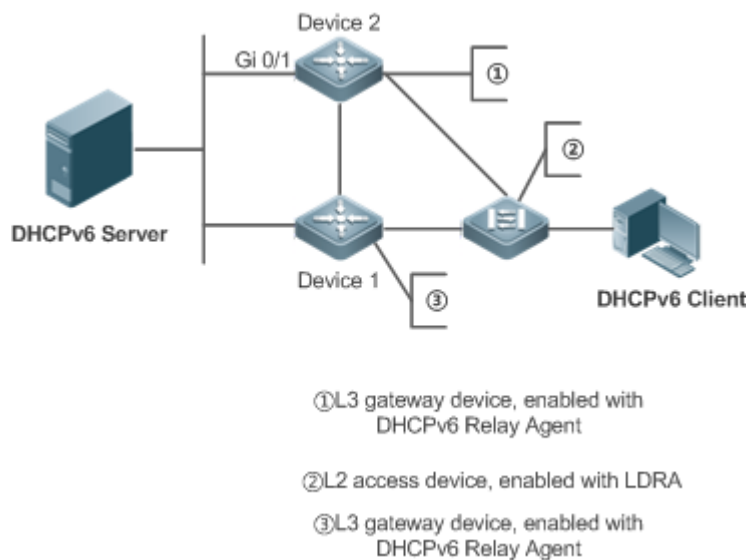 Device 2
Gi 0/1
①
②
DHCPv6 Server
Device 1
③
DHCPv6 Client
①L3 gateway device, enabled with
DHCPv6 Relay Agent
②L2 access device, enabled with LDRA
③L3 gateway device, enabled with
DHCPv6 Relay Agent